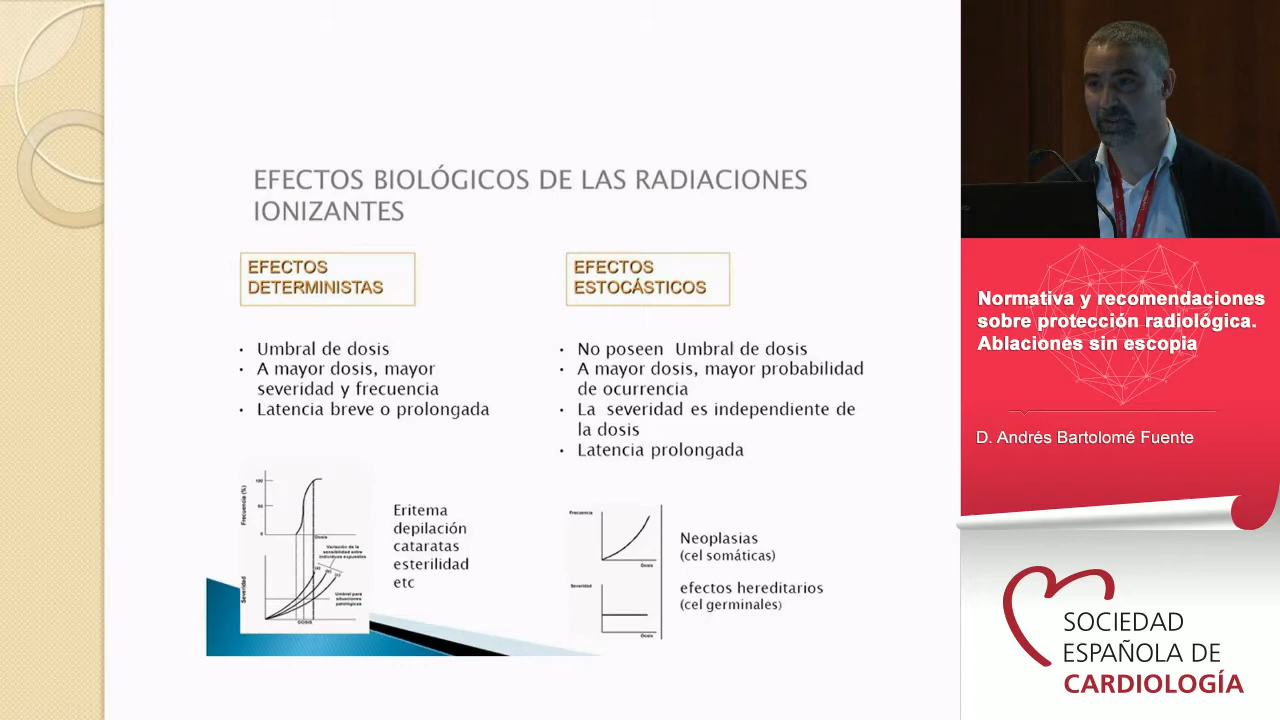 EFECTOS BIOLÓGICOS DE LAS RADIACIONES
IONIZANTES
EFECTOS
DETERMINISTAS
• Umbral de dosis
• A mayor dosis, mayor
severidad y frecuencia
• Latencia breve o prolongada
Frecuencia (%)
100
50
0
Dosis
Variación de la
sensibilidad entre
individuos expuestos
Severidad
Umbral para
situaciones
patológicas
DOSIS
Eritema
depilación
cataratas
esterilidad
etc
EFECTOS
ESTOCÁSTICOS
• No poseen Umbral de dosis
• A mayor dosis, mayor probabilidad
de ocurrencia
• La severidad es independiente de
la dosis
• Latencia prolongada
Frecuencia
Dosis
Severidad
Dosis
Neoplasias
(cel somáticas)
efectos hereditarios
(cel germinales)
Normativa y recomendaciones
sobre protección radiológica.
Ablaciones sin escopia
D. Andrés Bartolomé Fuente
SOCIEDAD
ESPAÑOLA DE
CARDIOLOGÍA